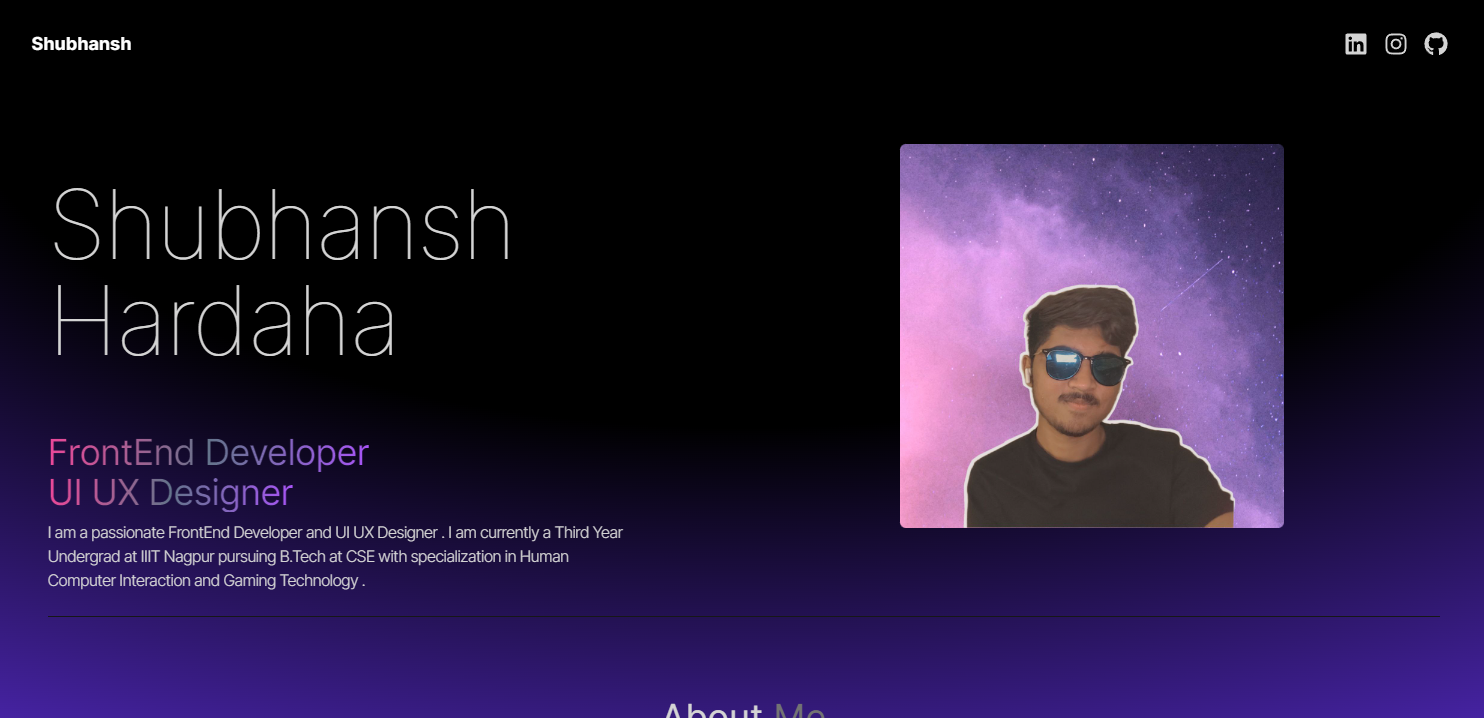 Shubhansh
Shubhansh
Hardaha
FrontEnd Developer
UI UX Designer
I am a passionate FrontEnd Developer and UI UX Designer . I am currently a Third Year
Undergrad at IIIT Nagpur pursuing B.Tech at CSE with specialization in Human
Computer Interaction and Gaming Technology .
About Me